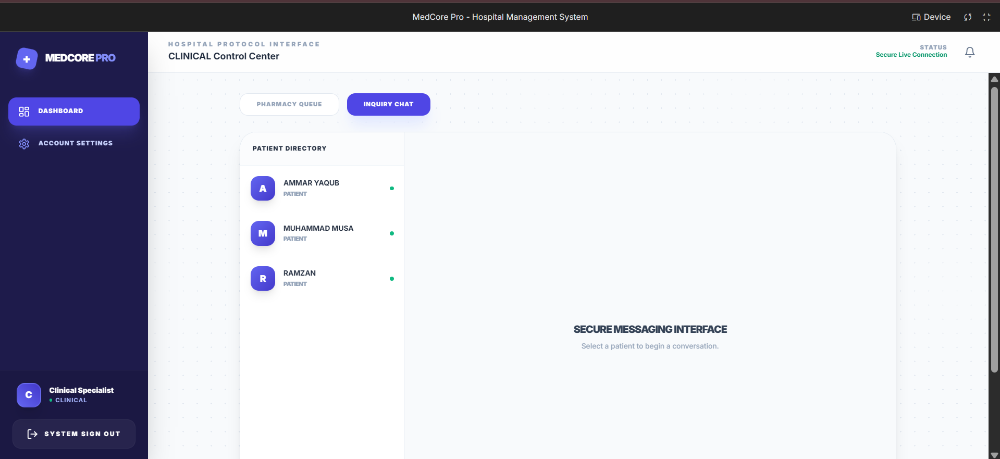 MedCore Pro - Hospital Management System
Device
MEDCORE PRO
DASHBOARD
ACCOUNT SETTINGS
C
Clinical Specialist
CLINICAL
SYSTEM SIGN OUT
HOSPITAL PROTOCOL INTERFACE
CLINICAL Control Center
STATUS
Secure Live Connection
PHARMACY QUEUE
INQUIRY CHAT
PATIENT DIRECTORY
A
AMMAR YAQUB
PATIENT
M
MUHAMMAD MUSA
PATIENT
R
RAMZAN
PATIENT
SECURE MESSAGING INTERFACE
Select a patient to begin a conversation.